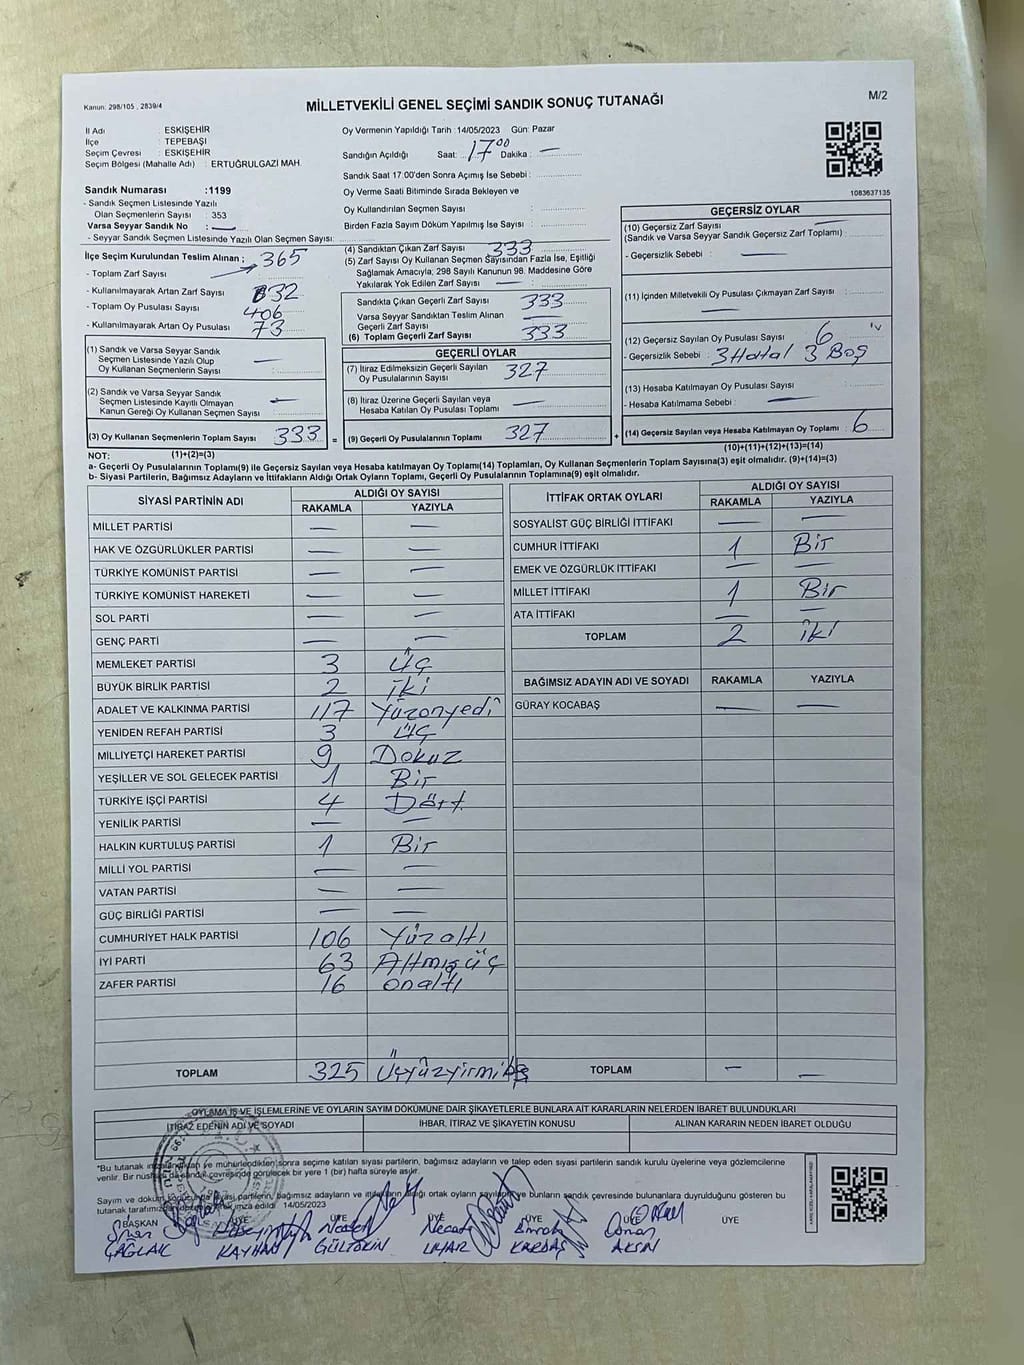 Kanun: 298/105 , 2839/4
MİLLETVEKİLİ GENEL SEÇİMİ SANDIK SONUÇ TUTANAĞI
M/2
İl Adı : ESKİŞEHİR
İlçe : TEPEBAŞI
Seçim Çevresi : ESKİŞEHİR
Seçim Bölgesi (Mahalle Adı) : ERTUĞRULGAZİ MAH.
Sandık Numarası :1199
- Sandık Seçmen Listesinde Yazılı
Olan Seçmenlerin Sayısı : 353
Varsa Seyyar Sandık No : —
- Seyyar Sandık Seçmen Listesinde Yazılı Olan Seçmen Sayısı:
Oy Vermenin Yapıldığı Tarih :14/05/2023 Gün: Pazar
Sandığın Açıldığı Saat: 17 00 Dakika : —
Sandık Saat 17:00'den Sonra Açımış İse Sebebi :
Oy Verme Saati Bitiminde Sırada Bekleyen ve
Oy Kullandırılan Seçmen Sayısı :
Birden Fazla Sayım Döküm Yapılmış İse Sayısı :
1083637135
İlçe Seçim Kurulundan Teslim Alınan ; 365
- Toplam Zarf Sayısı
- Kullanılmayarak Artan Zarf Sayısı : 32
- Toplam Oy Pusulası Sayısı 406
- Kullanılmayarak Artan Oy Pusulası 73
(1) Sandık ve Varsa Seyyar Sandık
Seçmen Listesinde Yazılı Olup
Oy Kullanan Seçmenlerin Sayısı : —
(2) Sandık ve Varsa Seyyar Sandık
Seçmen Listesinde Kayıtlı Olmayan
Kanun Gereği Oy Kullanan Seçmen Sayısı : —
(3) Oy Kullanan Seçmenlerin Toplam Sayısı 333 =
(4) Sandıktan Çıkan Zarf Sayısı 333
(5) Zarf Sayısı Oy Kullanan Seçmen Sayısından Fazla İse, Eşitliği
Sağlamak Amacıyla; 298 Sayılı Kanunun 98. Maddesine Göre
Yakılarak Yok Edilen Zarf Sayısı : —
Sandıkta Çıkan Geçerli Zarf Sayısı : 333
Varsa Seyyar Sandıktan Teslim Alınan
Geçerli Zarf Sayısı : —
(6) Toplam Geçerli Zarf Sayısı : 333
GEÇERLİ OYLAR
(7) İtiraz Edilmeksizin Geçerli Sayılan
Oy Pusulalarının Sayısı : 327
(8) İtiraz Üzerine Geçerli Sayılan veya
Hesaba Katılan Oy Pusulası Toplamı : —
(9) Geçerli Oy Pusulalarının Toplamı : 327 +
GEÇERSİZ OYLAR
(10) Geçersiz Zarf Sayısı —
(Sandık ve Varsa Seyyar Sandık Geçersiz Zarf Toplamı) :
- Geçersizlik Sebebi : —
(11) İçinden Milletvekili Oy Pusulası Çıkmayan Zarf Sayısı :
—
(12) Geçersiz Sayılan Oy Pusulası Sayısı : 6
- Geçersizlik Sebebi : 3 Hatal 3 Boş
(13) Hesaba Katılmayan Oy Pusulası Sayısı :
- Hesaba Katılmama Sebebi : —
(14) Geçersiz Sayılan veya Hesaba Katılmayan Oy Toplamı : 6
NOT: (1)+(2)=(3)
(10)+(11)+(12)+(13)=(14)
a- Geçerli Oy Pusulalarının Toplamı(9) ile Geçersiz Sayılan veya Hesaba katılmayan Oy Toplamı(14) Toplamları, Oy Kullanan Seçmenlerin Toplam Sayısına(3) eşit olmalıdır. (9)+(14)=(3)
b- Siyasi Partilerin, Bağımsız Adayların ve İttifakların Aldığı Ortak Oyların Toplamı, Geçerli Oy Pusulalarının Toplamına(9) eşit olmalıdır.
SİYASİ PARTİNİN ADI ALDIĞI OY SAYISI
RAKAMLA YAZIYLA
MİLLET PARTİSİ — —
HAK VE ÖZGÜRLÜKLER PARTİSİ — —
TÜRKİYE KOMÜNİST PARTİSİ — —
TÜRKİYE KOMÜNİST HAREKETİ — —
SOL PARTİ — —
GENÇ PARTİ — —
MEMLEKET PARTİSİ 3 Üç
BÜYÜK BİRLİK PARTİSİ 2 iki
ADALET VE KALKINMA PARTİSİ 117 Yüzonyedi
YENİDEN REFAH PARTİSİ 3 Üç
MİLLİYETÇİ HAREKET PARTİSİ 9 Dokuz
YEŞİLLER VE SOL GELECEK PARTİSİ 1 Bir
TÜRKİYE İŞÇİ PARTİSİ 4 Dört
YENİLİK PARTİSİ — —
HALKIN KURTULUŞ PARTİSİ 1 Bir
MİLLİ YOL PARTİSİ — —
VATAN PARTİSİ — —
GÜÇ BİRLİĞİ PARTİSİ — —
CUMHURİYET HALK PARTİSİ 106 Yüzaltı
İYİ PARTİ 63 Altmışüç
ZAFER PARTİSİ 16 onaltı
TOPLAM 325 Üçyüzyirmibeş
İTTİFAK ORTAK OYLARI ALDIĞI OY SAYISI
RAKAMLA YAZIYLA
SOSYALİST GÜÇ BİRLİĞİ İTTİFAKI — —
CUMHUR İTTİFAKI 1 Bir
EMEK VE ÖZGÜRLÜK İTTİFAKI — —
MİLLET İTTİFAKI 1 Bir
ATA İTTİFAKI — —
TOPLAM 2 iki
BAĞIMSIZ ADAYIN ADI VE SOYADI RAKAMLA YAZIYLA
GÜRAY KOCABAŞ — —
TOPLAM — —
OYLAMA İŞ VE İŞLEMLERİNE VE OYLARIN SAYIM DÖKÜMÜNE DAİR ŞİKAYETLERLE BUNLARA AİT KARARLARIN NELERDEN İBARET BULUNDUKLARI
İTİRAZ EDENİN ADI VE SOYADI İHBAR, İTİRAZ VE ŞİKAYETİN KONUSU ALINAN KARARIN NEDEN İBARET OLDUĞU
*Bu tutanak imzalandıktan ve mühürlendikten sonra seçime katılan siyasi partilerin, bağımsız adayların ve talep eden siyasi partilerin sandık kurulu üyelerine veya gözlemcilerine
verilir. Bir nüshası da sandık çevresinde görülecek bir yere 1 (bir) hafta süreyle asılır.
Sayım ve döküm sonucunda siyasi partilerin, bağımsız adayların ve ittifakların aldığı ortak oyların sayılarını ve bunların sandık çevresinde bulunanlara duyrulduğunu gösteren bu
tutanak tarafımızdan imza edildi 14/05/2023
BAŞKAN ÜYE ÜYE ÜYE ÜYE ÜYE ÜYE
ÇAĞLAK KAYHAN GÜLTEKİN Necati KARDAŞ